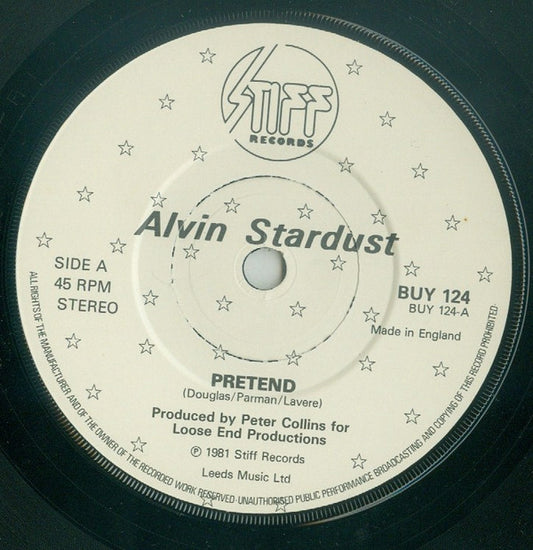 STIFF
RECORDS
Alvin Stardust
SIDE A
45 RPM
STEREO
BUY 124
BUY 124-A
Made in England
PRETEND
(Douglas/Parman/Lavere)
Produced by Peter Collins for
Loose End Productions
Ⓟ 1981 Stiff Records
Leeds Music Ltd
ALL RIGHTS OF THE MANUFACTURER AND OF THE OWNER OF THE RECORDED WORK RESERVED·UNAUTHORISED PUBLIC PERFORMANCE BROADCASTING AND COPYING OF THIS RECORD PROHIBITED·